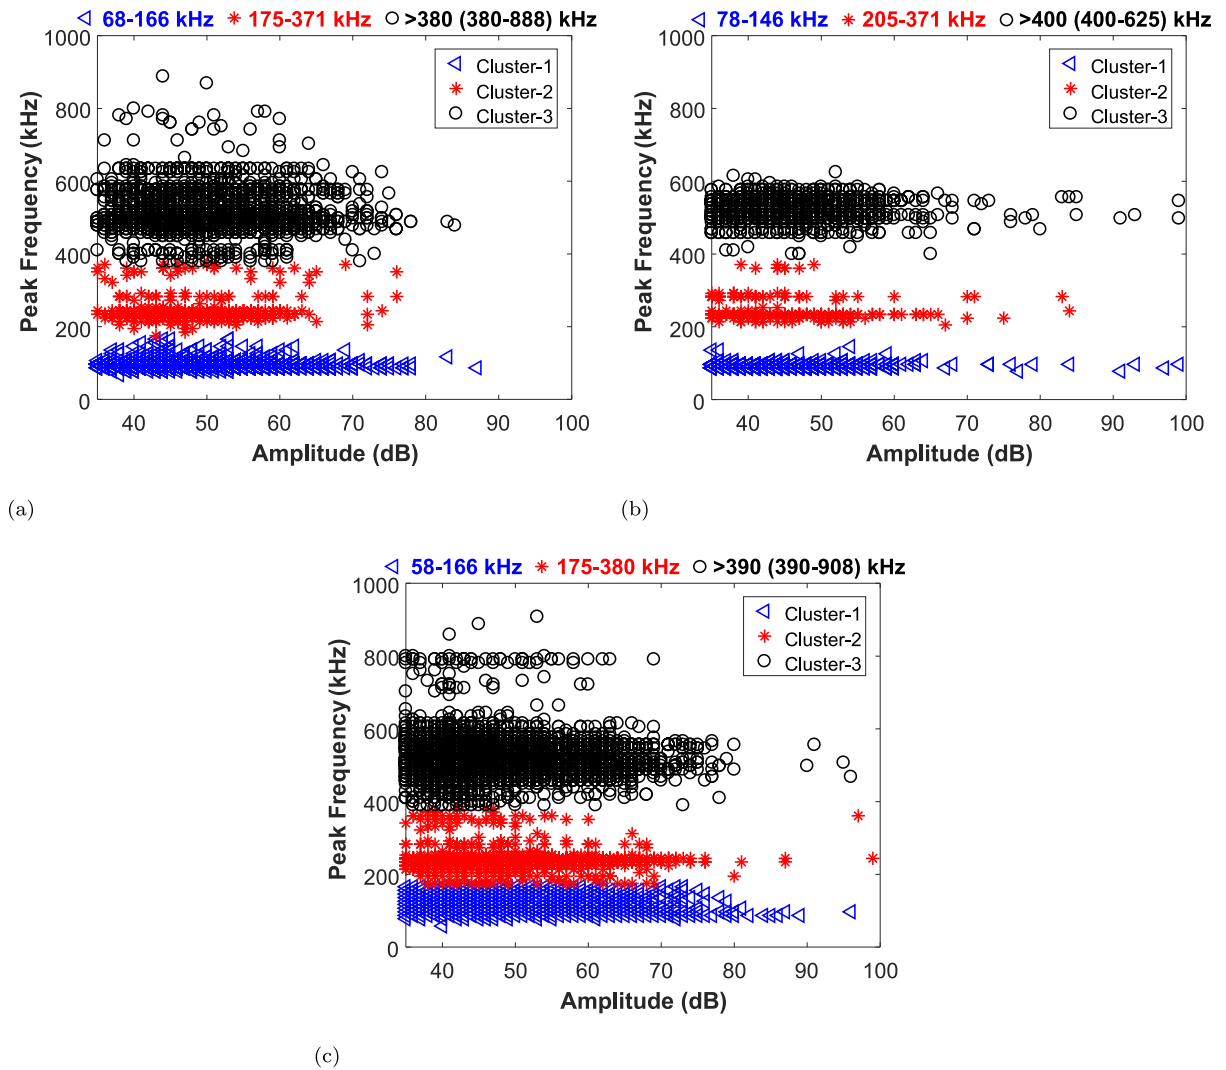 68-166 kHz 175-371 kHz >380 (380-888) kHz
1000
800
600
400
200
0
Peak Frequency (kHz)
Cluster-1
Cluster-2
Cluster-3
40 50 60 70 80 90 100
Amplitude (dB)
(a)
78-146 kHz 205-371 kHz >400 (400-625) kHz
1000
800
600
400
200
0
Peak Frequency (kHz)
Cluster-1
Cluster-2
Cluster-3
40 50 60 70 80 90 100
Amplitude (dB)
(b)
58-166 kHz 175-380 kHz >390 (390-908) kHz
1000
800
600
400
200
0
Peak Frequency (kHz)
Cluster-1
Cluster-2
Cluster-3
40 50 60 70 80 90 100
Amplitude (dB)
(c)